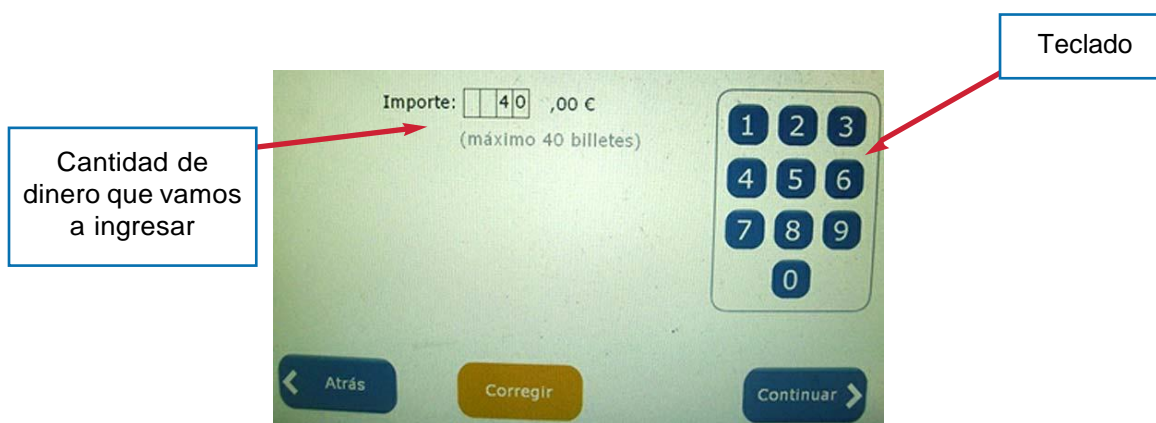 Teclado
Importe: 40 ,00 €
(máximo 40 billetes)
Cantidad de
dinero que vamos
a ingresar
1 2 3
4 5 6
7 8 9
0
Atrás
Corregir
Continuar